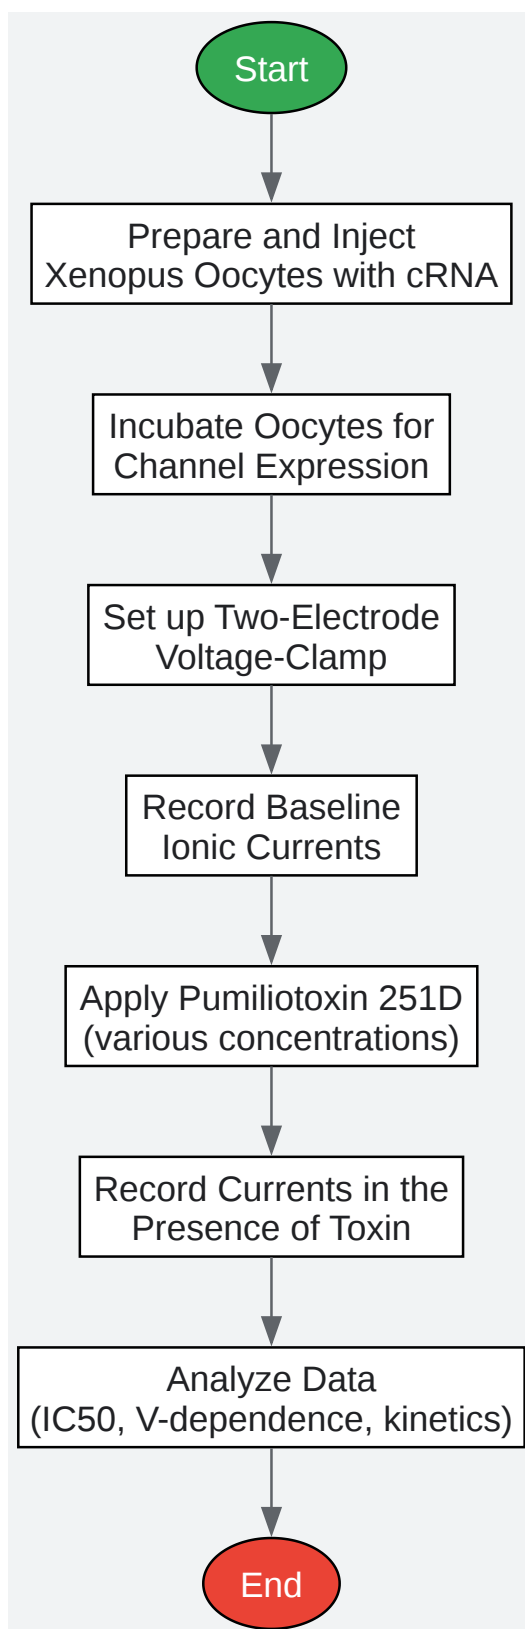 Start
Prepare and Inject
Xenopus Oocytes with cRNA
Incubate Oocytes for
Channel Expression
Set up Two-Electrode
Voltage-Clamp
Record Baseline
Ionic Currents
Apply Pumiliotoxin 251D
(various concentrations)
Record Currents in the
Presence of Toxin
Analyze Data
(IC50, V-dependence, kinetics)
End